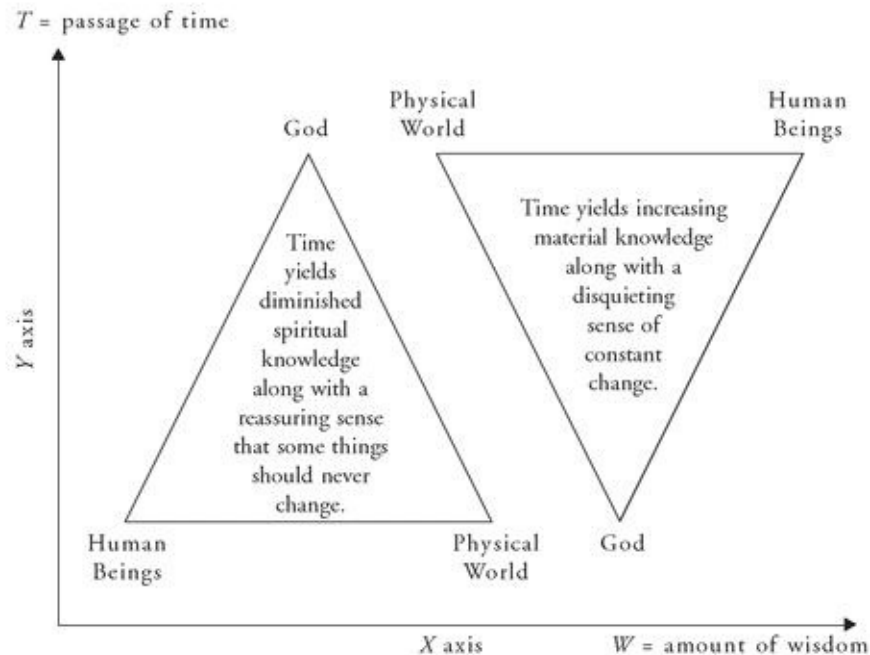 T = passage of time
Physical
World
Human
Beings
God
Time yields increasing
material knowledge
along with a
disquieting
sense of
constant
change.
Time
yields
diminished
spiritual
knowledge
along with a
reassuring sense
that some things
should never
change.
Y axis
Human
Beings
Physical
World
God
X axis
W = amount of wisdom